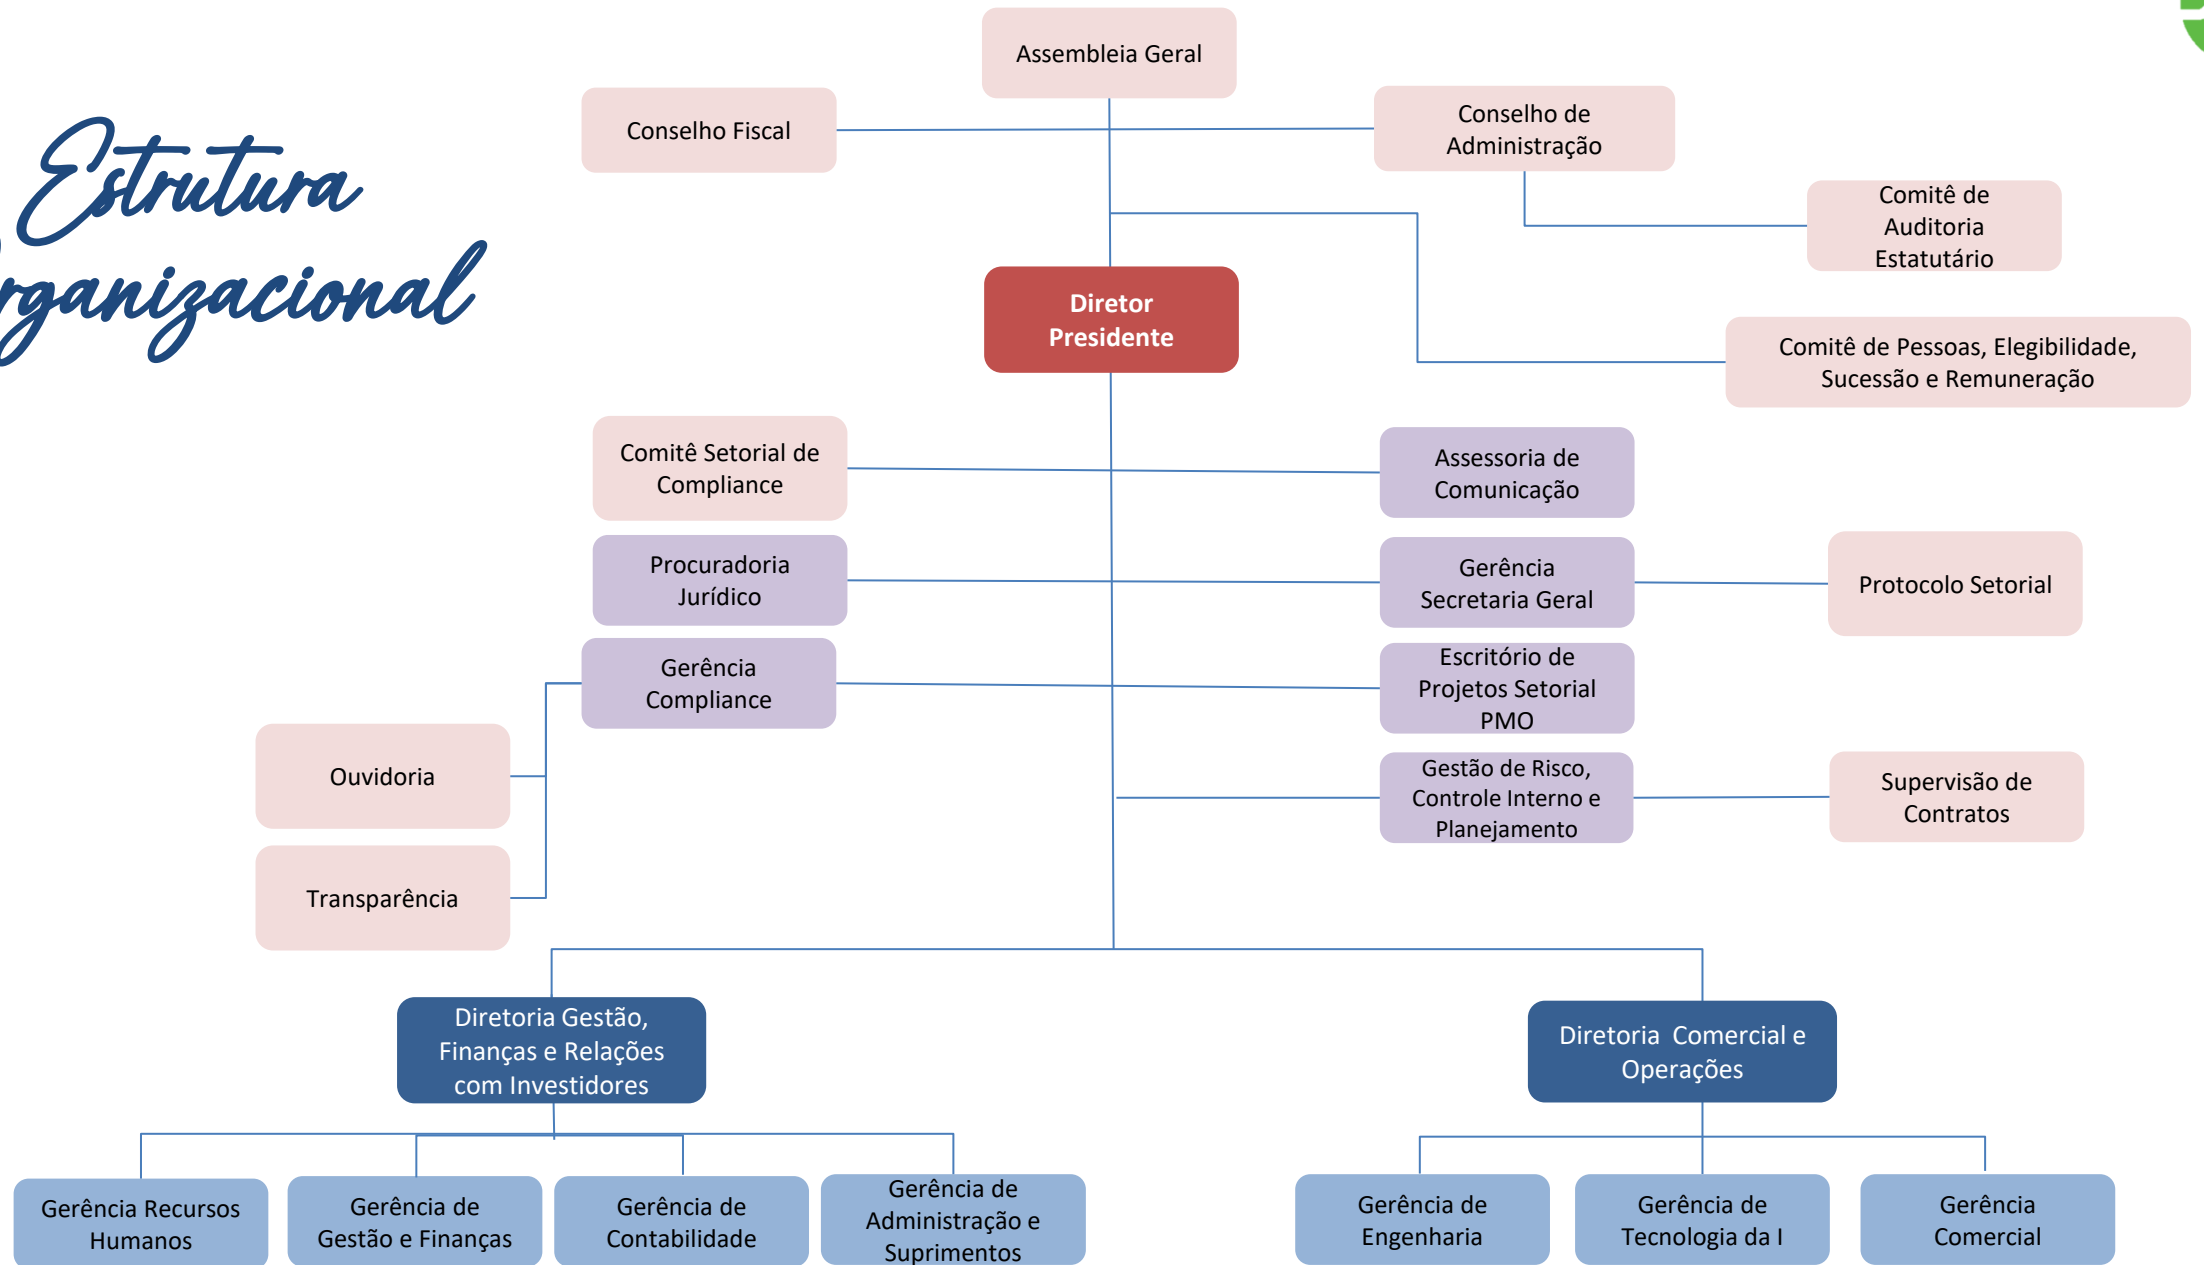 Estrutura
Assembleia Geral
Conselho Fiscal
Conselho de
Administração
Comitê de
Auditoria
Estatutário
Diretor
Presidente
Comitê de Pessoas, Elegibilidade,
Sucessão e Remuneração
Comitê Setorial de
Compliance
Assessoria de
Comunicação
Procuradoria
Jurídico
Gerência
Secretaria Geral
Protocolo Setorial
Gerência
Compliance
Escritório de
Projetos Setorial
PMO
Ouvidoria
Gestão de Risco,
Controle Interno e
Planejamento
Supervisão de
Contratos
Transparência
Diretoria Gestão,
Finanças e Relações
com Investidores
Diretoria Comercial e
Operações
Gerência Recursos
Humanos
Gerência de
Gestão e Finanças
Gerência de
Contabilidade
Gerência de
Administração e
Suprimentos
Gerência de
Engenharia
Gerência de
Tecnologia da I
Gerência
Comercial